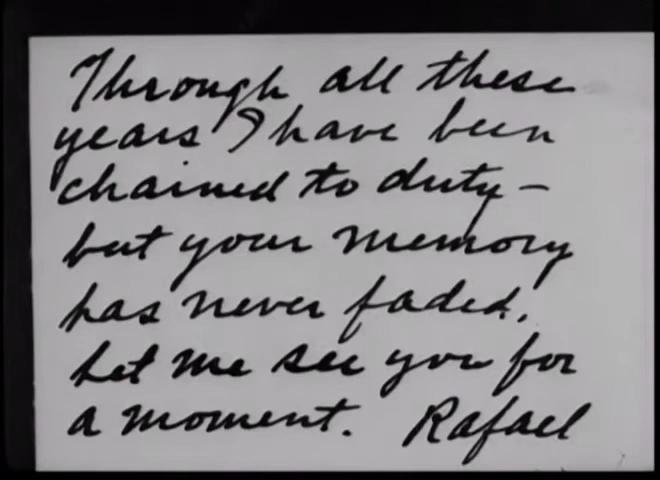 Through all these
years I have been
chained to duty –
but your memory
has never faded.
Let me see you for
a moment. Rafael